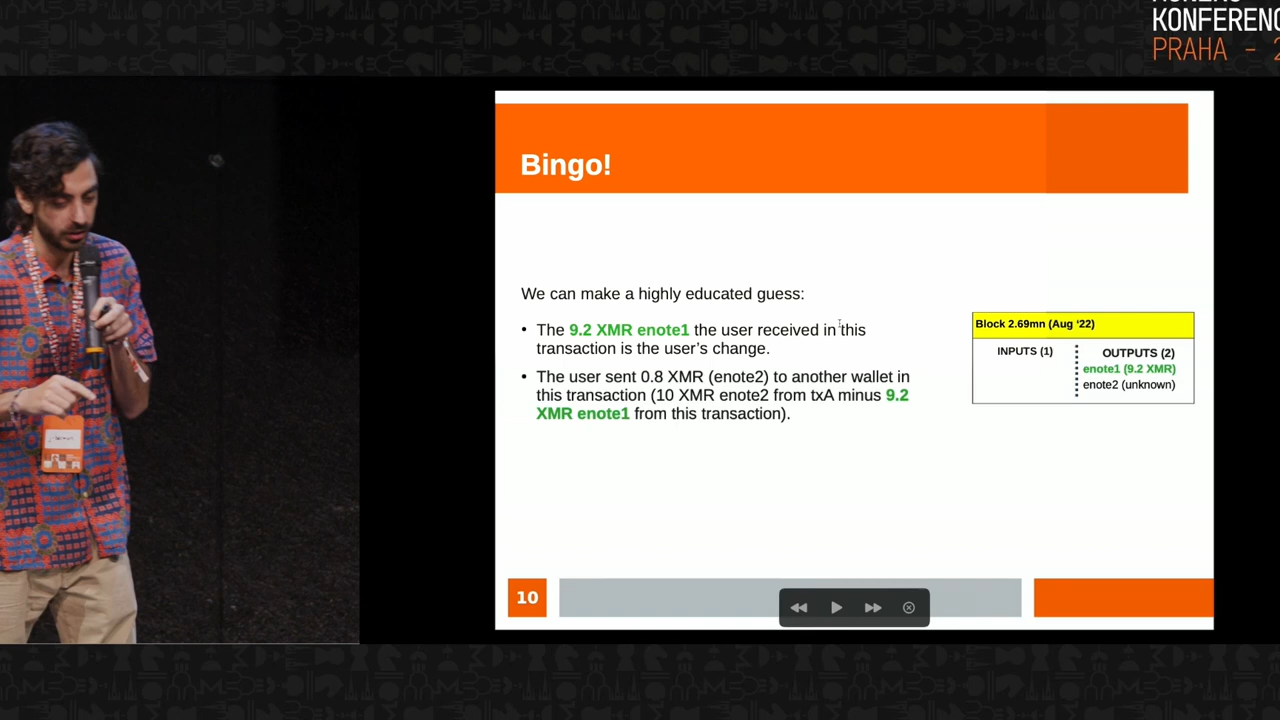 KONFERENC
PRAHA - 2
Bingo!
We can make a highly educated guess:
• The 9.2 XMR enote1 the user received in this
transaction is the user's change.
• The user sent 0.8 XMR (enote2) to another wallet in
this transaction (10 XMR enote2 from txA minus 9.2
XMR enote1 from this transaction).
Block 2.69mn (Aug '22)
INPUTS (1)
OUTPUTS (2)
enote1 (9.2 XMR)
enote2 (unknown)
10